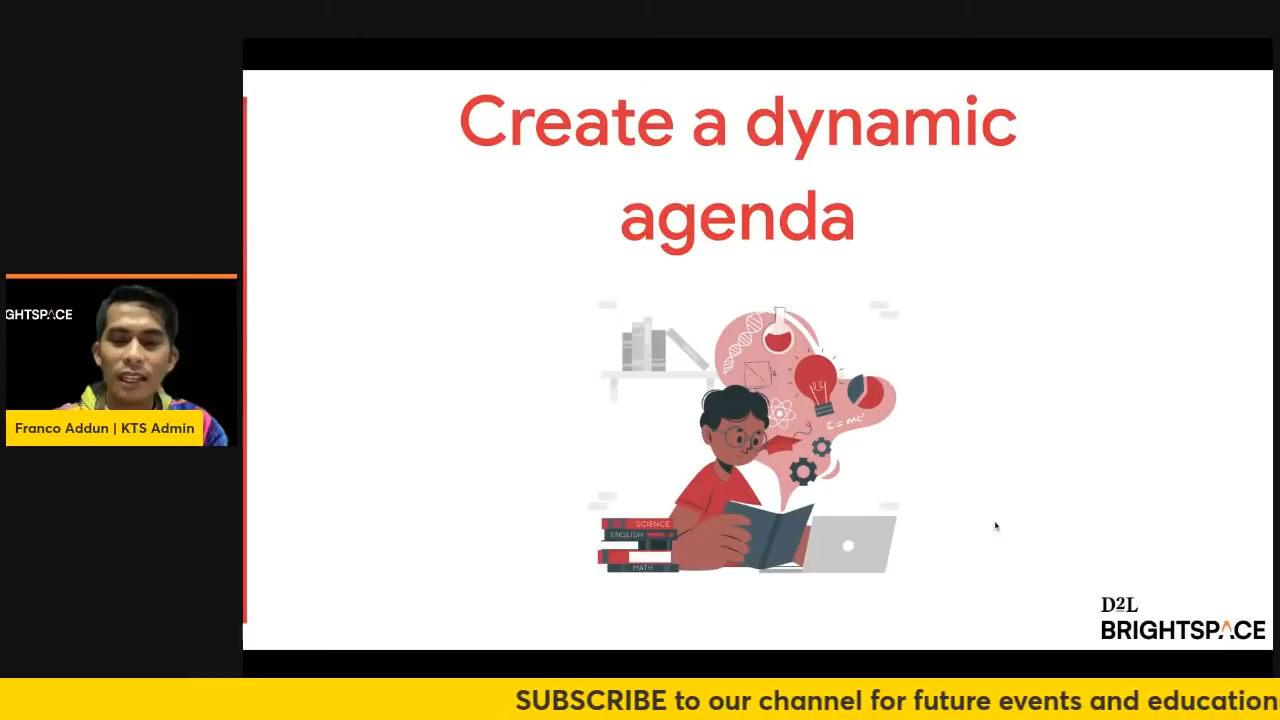 Create a dynamic
agenda
GHTSPACE
Franco Addun | KTS Admin
SCIENCE
ENGLISH
MATH
E = mc²
D2L
BRIGHTSPACE
SUBSCRIBE to our channel for future events and education